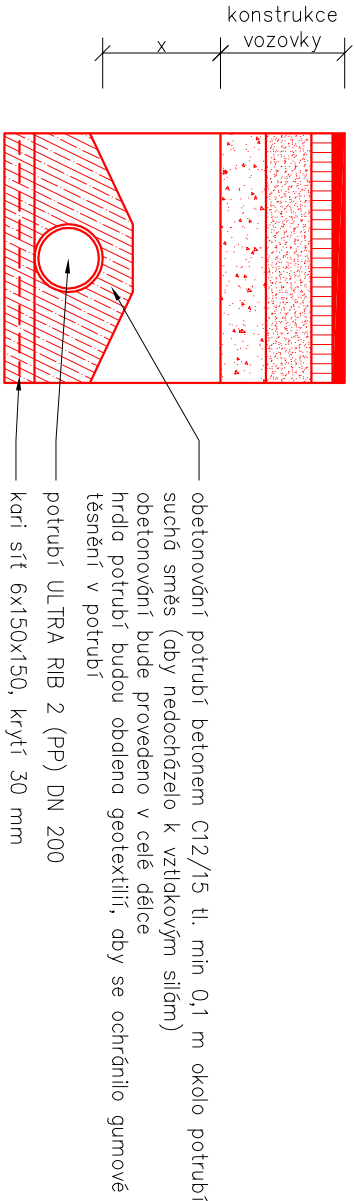 konstrukce
vozovky
x
obetonování potrubí betonem C12/15 tl. min 0,1 m okolo potrubí
suchá směs (aby nedocházelo k vztlakovým silám)
obetonování bude provedeno v celé délce
hrdla potrubí budou obalena geotextilií, aby se ochránilo gumové
těsnění v potrubí
potrubí ULTRA RIB 2 (PP) DN 200
kari síť 6x150x150, krytí 30 mm